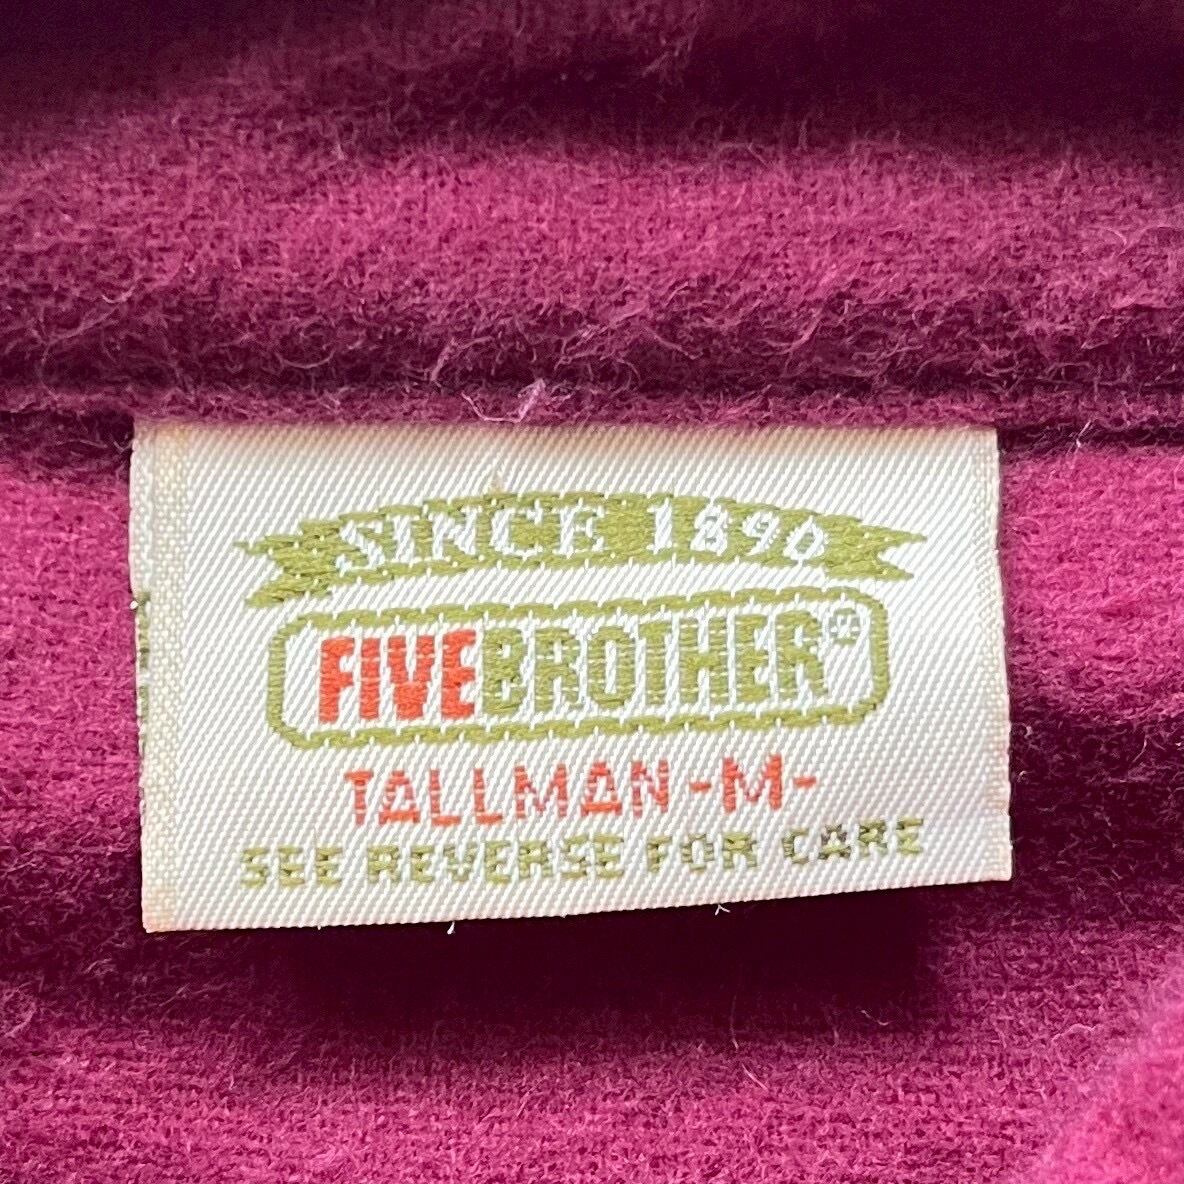 SINCE 1890
FIVEBROTHER®
TALLMAN -M-
SEE REVERSE FOR CARE